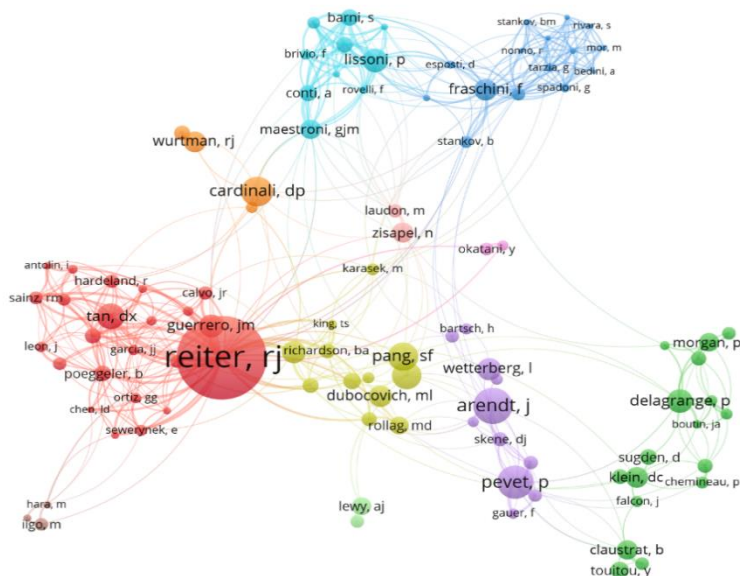 barni, s
stankov, bm
rivara, s
brivio, f
lissoni, p
esposti, d
nonno, r
mor, m
tarzia, g
bedini, a
rovelli, f
conti, a
fraschini, f
spadoni, g
maestroni, gjm
wurtman, rj
stankov, b
cardinali, dp
laudon, m
zisapel, n
okatani, y
antolin, i
hardeland, r
karasek, m
sainz, rm
calvo, jr
tan, dx
guerrero, jm
king, ts
bartsch, h
leon, j
garcia, jj
reiter, rj
richardson, ba
pang, sf
morgan, p
wetterberg, l
poeggeler, b
dubocovich, ml
arendt, j
delagrange, p
ortiz, gg
chen, ld
rollag, md
boutin, ja
sewerynek, e
skene, dj
sugden, d
klein, dc
chemineau, p
pevet, p
hara, m
falcon, j
iigo, m
lewy, aj
gauer, f
claustrat, b
touitou, y